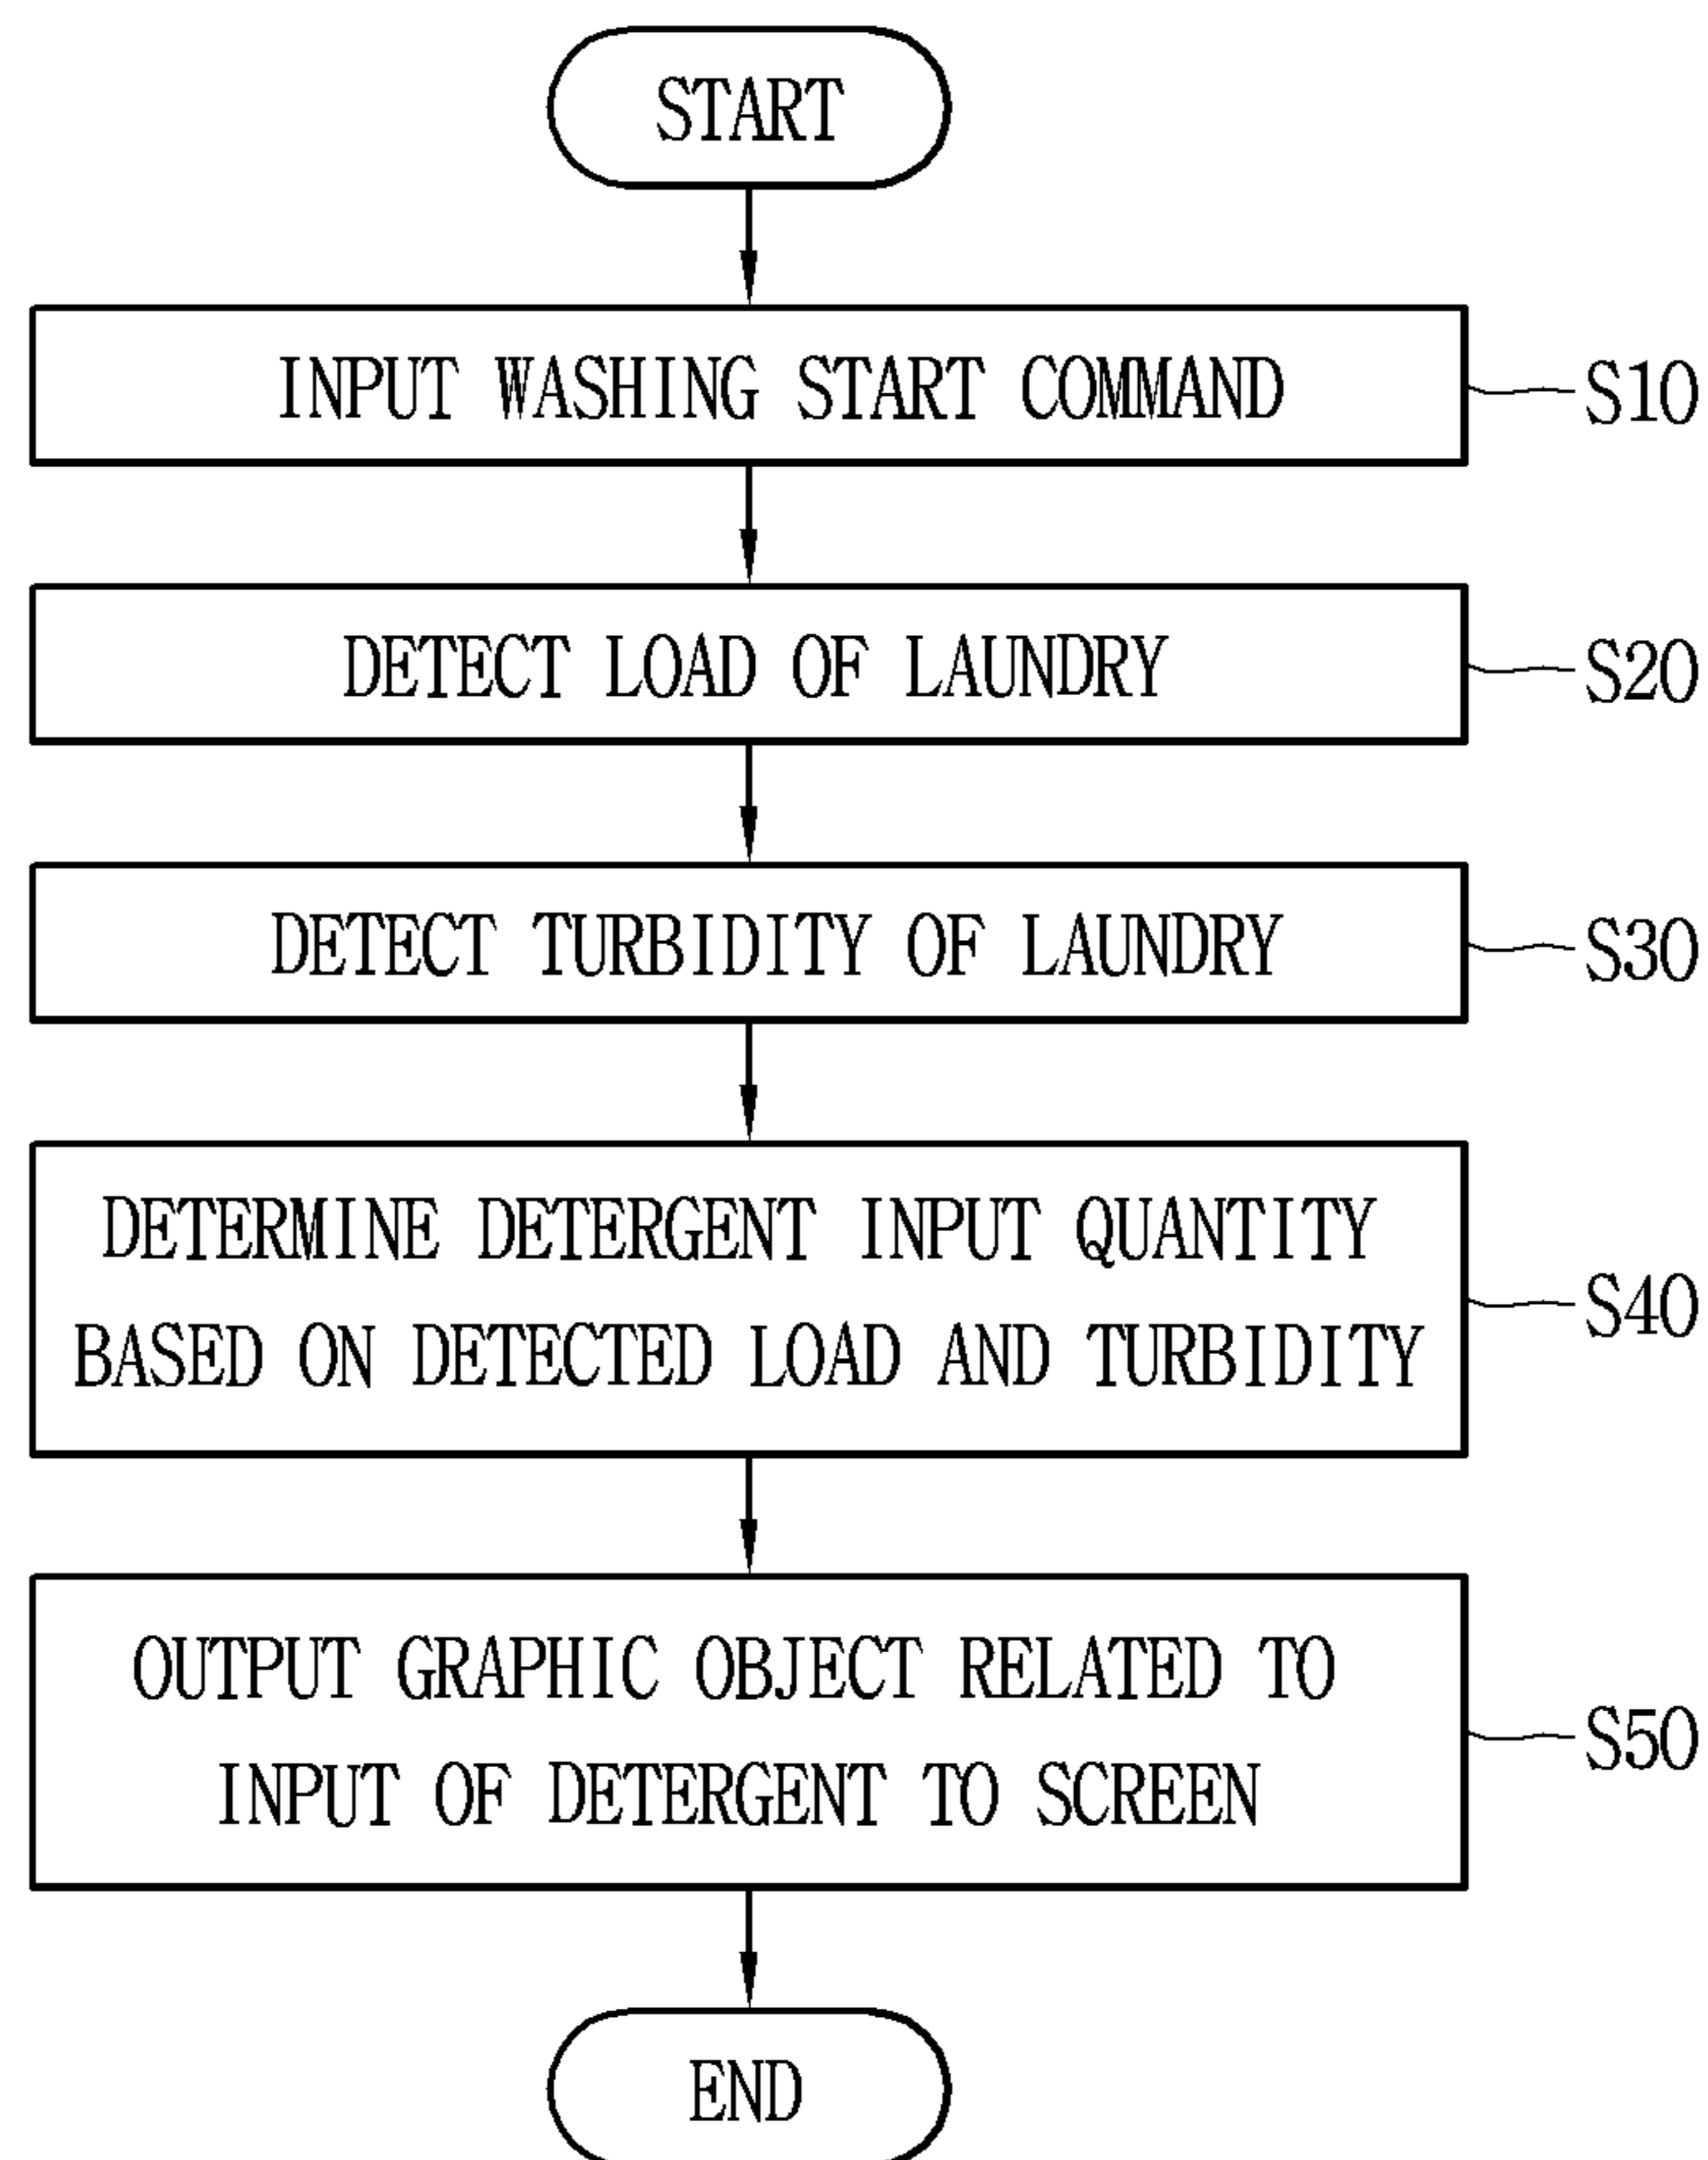 START
INPUT WASHING START COMMAND
S10
DETECT LOAD OF LAUNDRY
S20
DETECT TURBIDITY OF LAUNDRY
S30
DETERMINE DETERGENT INPUT QUANTITY
BASED ON DETECTED LOAD AND TURBIDITY
S40
OUTPUT GRAPHIC OBJECT RELATED TO
INPUT OF DETERGENT TO SCREEN
S50
END